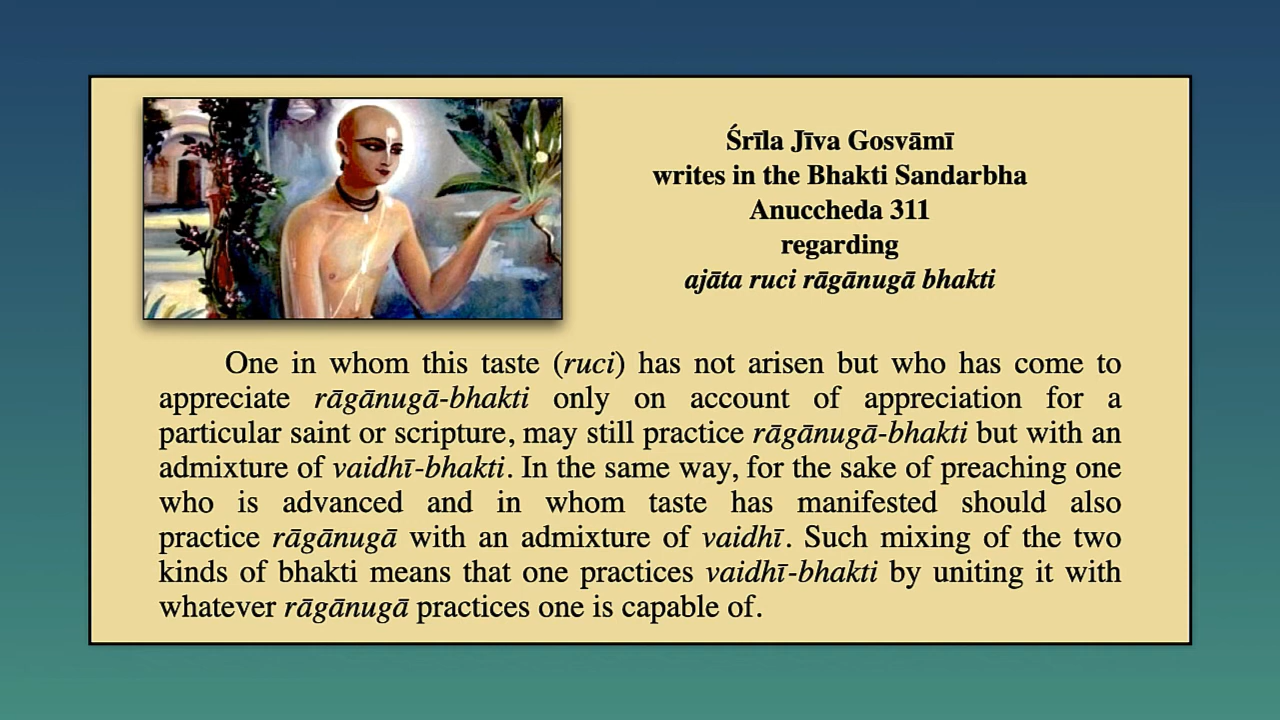 Śrīla Jīva Gosvāmī
writes in the Bhakti Sandarbha
Anuccheda 311
regarding
ajāta ruci rāgānugā bhakti
One in whom this taste (ruci) has not arisen but who has come to
appreciate rāgānugā-bhakti only on account of appreciation for a
particular saint or scripture, may still practice rāgānugā-bhakti but with an
admixture of vaidhī-bhakti. In the same way, for the sake of preaching one
who is advanced and in whom taste has manifested should also
practice rāgānugā with an admixture of vaidhī. Such mixing of the two
kinds of bhakti means that one practices vaidhī-bhakti by uniting it with
whatever rāgānugā practices one is capable of.